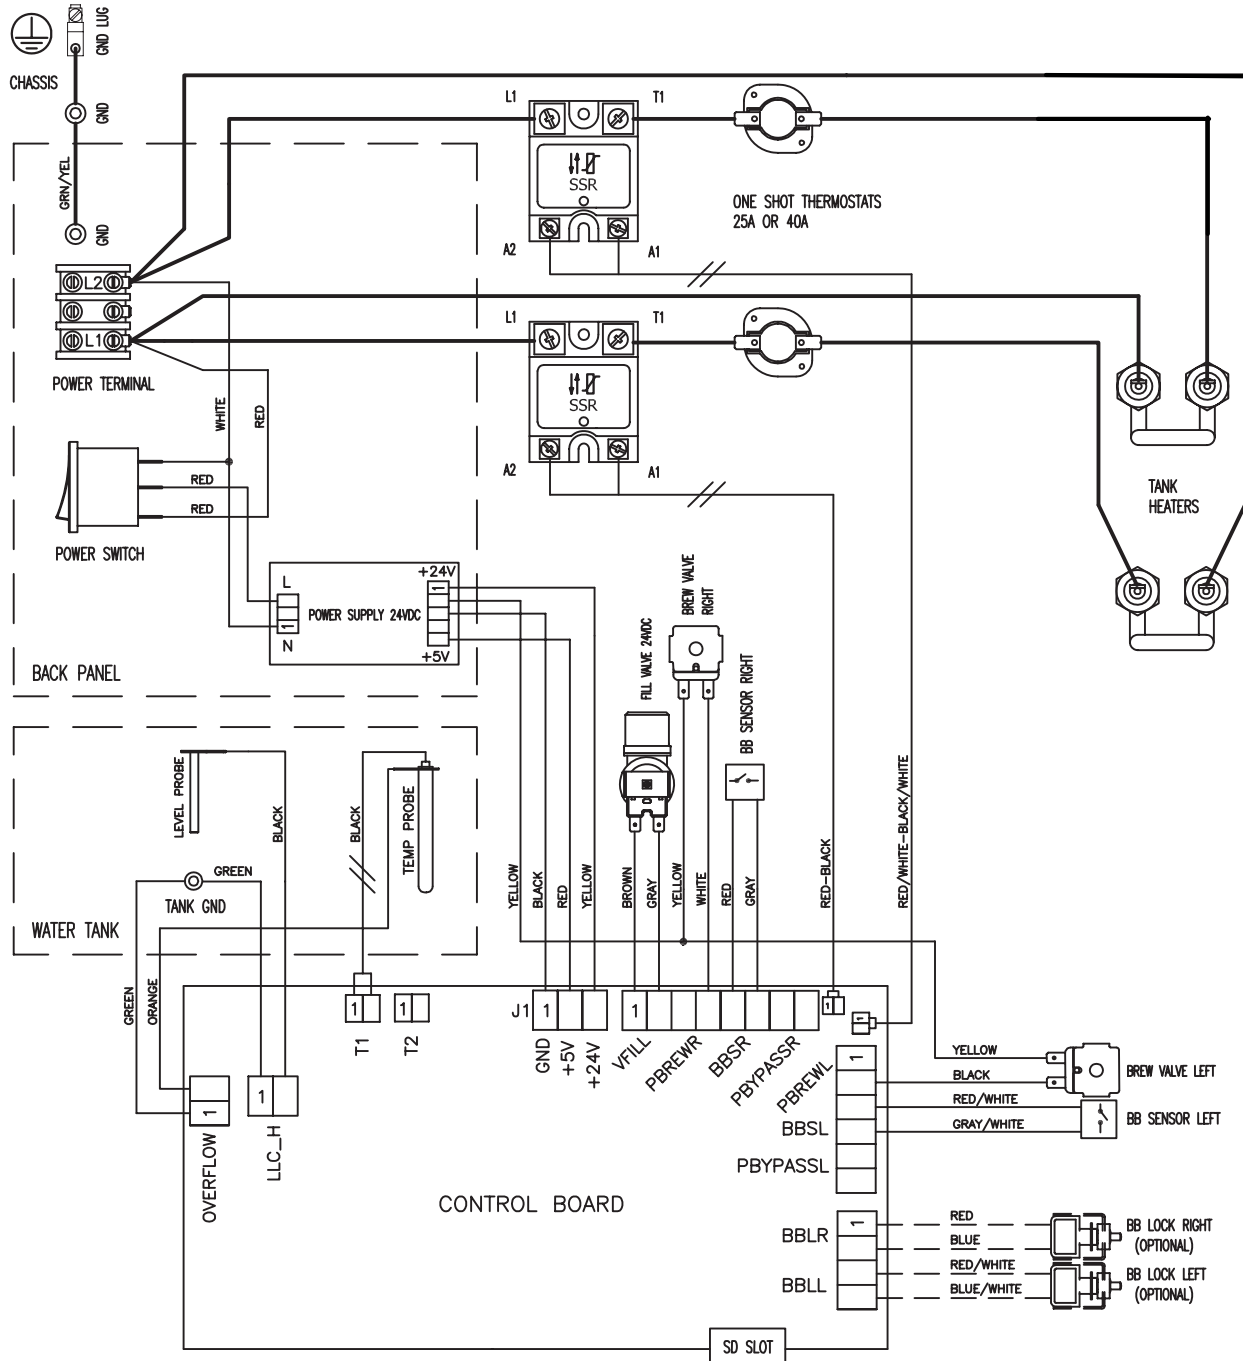 GND LUG
CHASSIS
GND
GRN/YEL
GND
L1
T1
SSR
A2
A1
ONE SHOT THERMOSTATS
25A OR 40A
L2
L1
POWER TERMINAL
L1
T1
SSR
A2
A1
WHITE
RED
RED
RED
POWER SWITCH
TANK
HEATERS
L
1
N
POWER SUPPLY 24VDC
+24V
1
+5V
BACK PANEL
FILL VALVE 24VDC
BREW VALVE
RIGHT
BB SENSOR RIGHT
LEVEL PROBE
BLACK
BLACK
TEMP PROBE
GREEN
TANK GND
WATER TANK
GREEN
ORANGE
YELLOW
BLACK
RED
YELLOW
BROWN
GRAY
YELLOW
WHITE
RED
GRAY
RED-BLACK
RED/WHITE-BLACK/WHITE
1
T1
1
T2
J1
1
GND
+5V
+24V
1
VFILL
PBREWR
BBSR
PBYPASSR
1
1
PBREWL
1
BBSL
PBYPASSL
YELLOW
BLACK
RED/WHITE
GRAY/WHITE
BREW VALVE LEFT
BB SENSOR LEFT
1
OVERFLOW
1
LLC_H
CONTROL BOARD
BBLR
1
BBLL
RED
BLUE
RED/WHITE
BLUE/WHITE
BB LOCK RIGHT
(OPTIONAL)
BB LOCK LEFT
(OPTIONAL)
SD SLOT